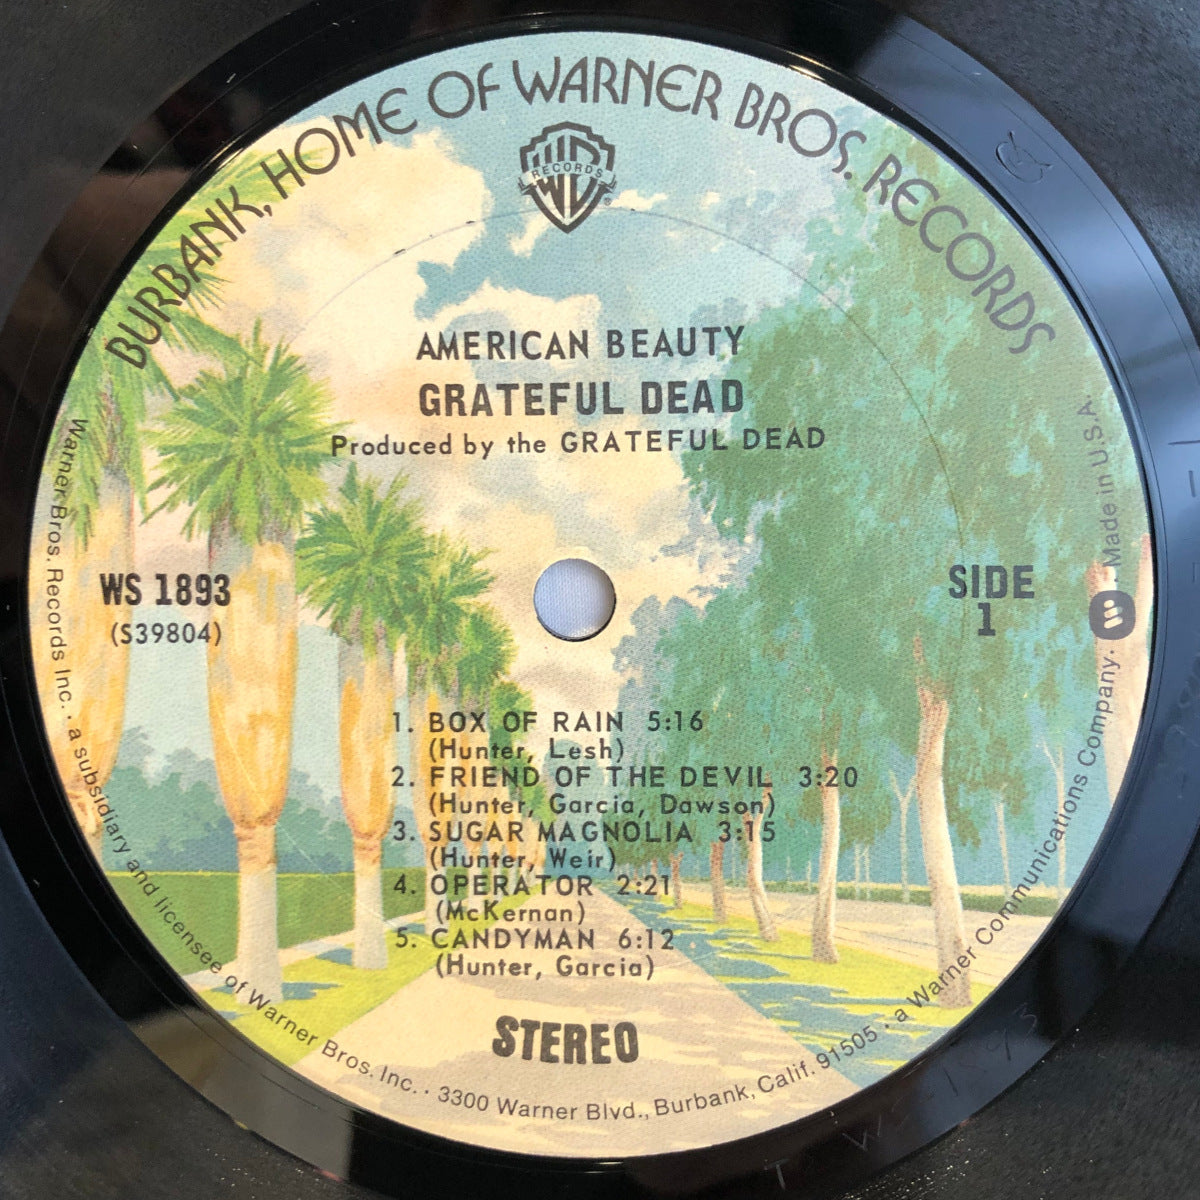 BURBANK, HOME OF WARNER BROS. RECORDS
WB
RECORDS
AMERICAN BEAUTY
GRATEFUL DEAD
Produced by the GRATEFUL DEAD
WS 1893
(S39804)
SIDE
1
1. BOX OF RAIN 5:16
(Hunter, Lesh)
2. FRIEND OF THE DEVIL 3:20
(Hunter, Garcia, Dawson)
3. SUGAR MAGNOLIA 3:15
(Hunter, Weir)
4. OPERATOR 2:21
(McKernan)
5. CANDYMAN 6:12
(Hunter, Garcia)
STEREO
Warner Bros. Records Inc. · a subsidiary and licensee of Warner Bros. Inc. · 3300 Warner Blvd., Burbank, Calif. 91505 · a Warner Communications Company. Made in U.S.A.